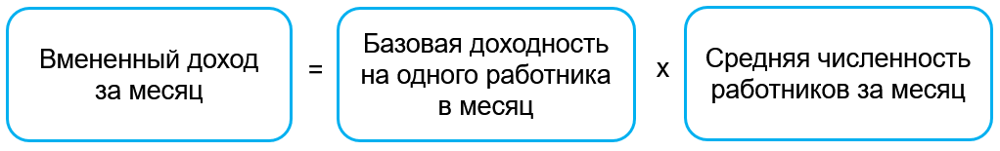 Вмененный доход
за месяц
=
Базовая доходность
на одного работника
в месяц
x
Средняя численность
работников за месяц